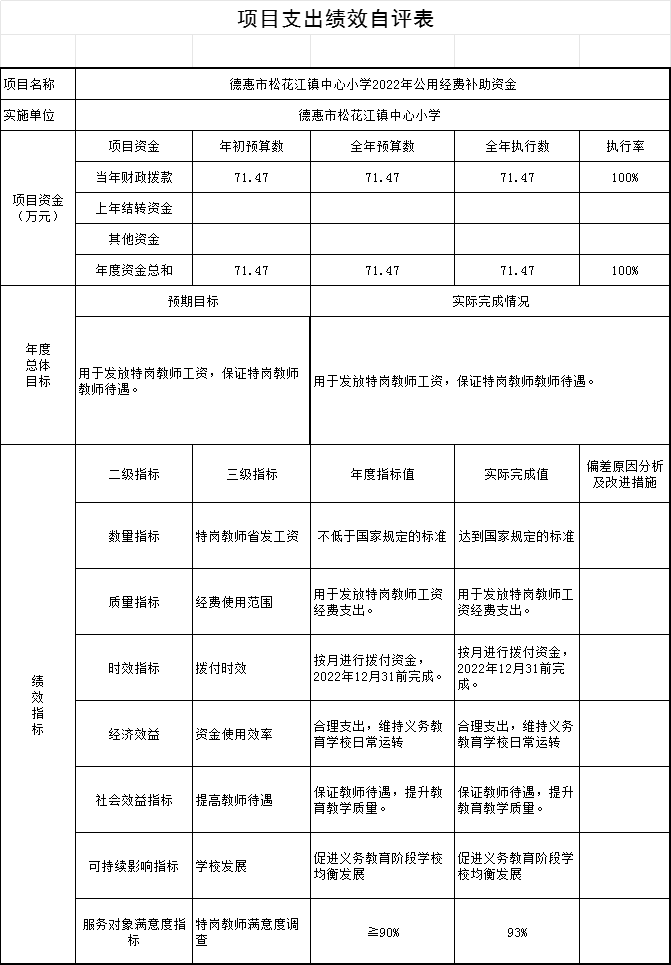 项目支出绩效自评表
项目名称 德惠市松花江镇中心小学2022年公用经费补助资金
实施单位 德惠市松花江镇中心小学
项目资金
（万元）
项目资金 年初预算数 全年预算数 全年执行数 执行率
当年财政拨款 71.47 71.47 71.47 100%
上年结转资金
其他资金
年度资金总和 71.47 71.47 71.47 100%
年度
总体
目标
预期目标 实际完成情况
用于发放特岗教师工资，保证特岗教师
教师待遇。
用于发放特岗教师工资，保证特岗教师教师待遇。
绩
效
指
标
二级指标 三级指标 年度指标值 实际完成值 偏差原因分析
及改进措施
数量指标 特岗教师省发工资 不低于国家规定的标准 达到国家规定的标准
质量指标 经费使用范围
用于发放特岗教师工资
经费支出。
用于发放特岗教师工
资经费支出。
时效指标 拨付时效
按月进行拨付资金，
2022年12月31前完成。
按月进行拨付资金，
2022年12月31前完
成。
经济效益 资金使用效率
合理支出，维持义务教
育学校日常运转
合理支出，维持义务
教育学校日常运转
社会效益指标 提高教师待遇
保证教师待遇，提升教
育教学质量。
保证教师待遇，提升
教育教学质量。
可持续影响指标 学校发展
促进义务教育阶段学校
均衡发展
促进义务教育阶段学
校均衡发展
服务对象满意度指
标
特岗教师满意度调
查
≧90% 93%